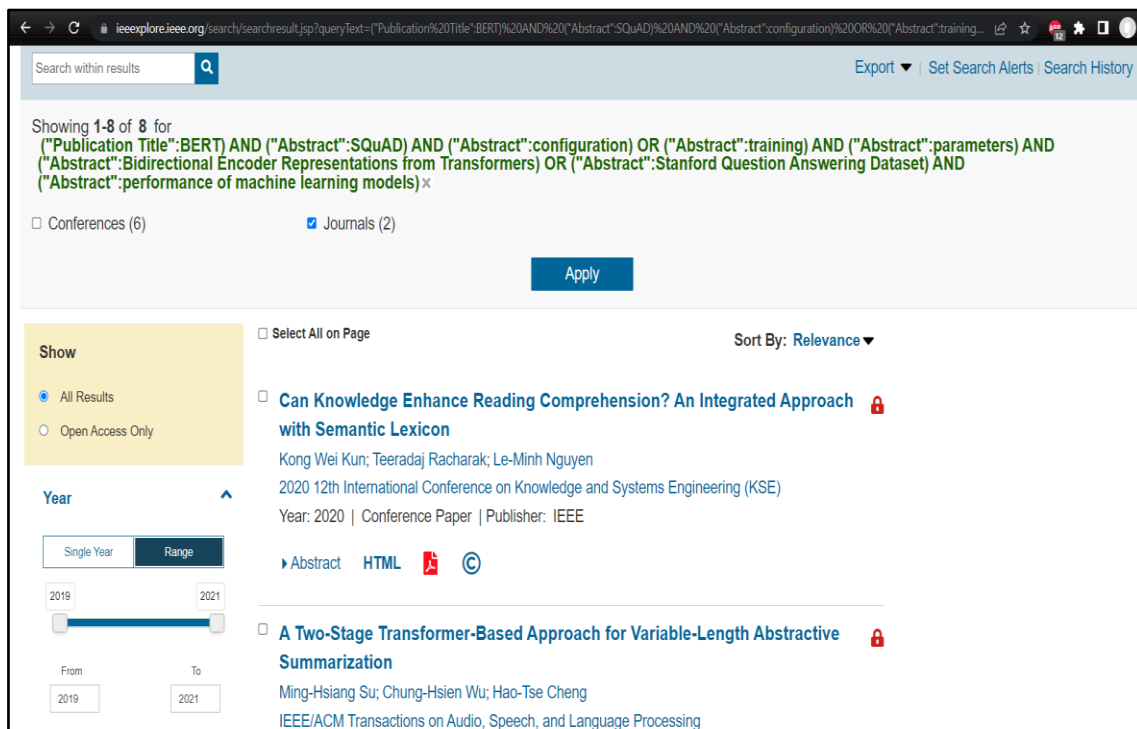 ieeexplore.ieee.org/search/searchresult.jsp?queryText=("Publication%20Title":BERT)%20AND%20("Abstract":SQuAD)%20AND%20("Abstract":configuration)%20OR%20("Abstract":training...
12
Search within results
Export | Set Search Alerts | Search History
Showing 1-8 of 8 for
("Publication Title":BERT) AND ("Abstract":SQuAD) AND ("Abstract":configuration) OR ("Abstract":training) AND ("Abstract":parameters) AND
("Abstract":Bidirectional Encoder Representations from Transformers) OR ("Abstract":Stanford Question Answering Dataset) AND
("Abstract":performance of machine learning models) ×
Conferences (6) Journals (2)
Apply
Select All on Page
Sort By: Relevance
Show
All Results
Open Access Only
Year
Single Year Range
2019 2021
From To
2019 2021
Can Knowledge Enhance Reading Comprehension? An Integrated Approach
with Semantic Lexicon
Kong Wei Kun; Teeradaj Racharak; Le-Minh Nguyen
2020 12th International Conference on Knowledge and Systems Engineering (KSE)
Year: 2020 | Conference Paper | Publisher: IEEE
Abstract HTML ©
A Two-Stage Transformer-Based Approach for Variable-Length Abstractive
Summarization
Ming-Hsiang Su; Chung-Hsien Wu; Hao-Tse Cheng
IEEE/ACM Transactions on Audio, Speech, and Language Processing